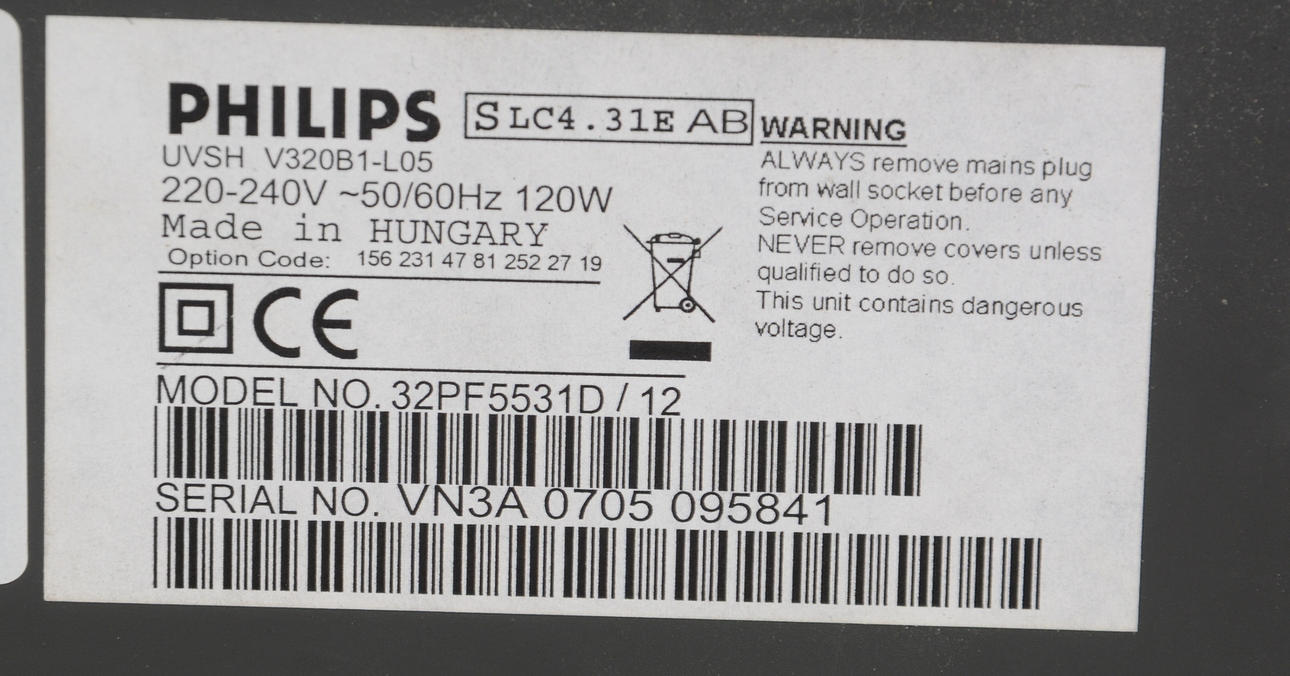 PHILIPS SLC4.31E AB
UVSH V320B1-L05
220-240V ~50/60Hz 120W
Made in HUNGARY
Option Code: 156 231 47 81 252 27 19
CE
WARNING
ALWAYS remove mains plug
from wall socket before any
Service Operation.
NEVER remove covers unless
qualified to do so.
This unit contains dangerous
voltage.
MODEL NO. 32PF5531D / 12
SERIAL NO. VN3A 0705 095841